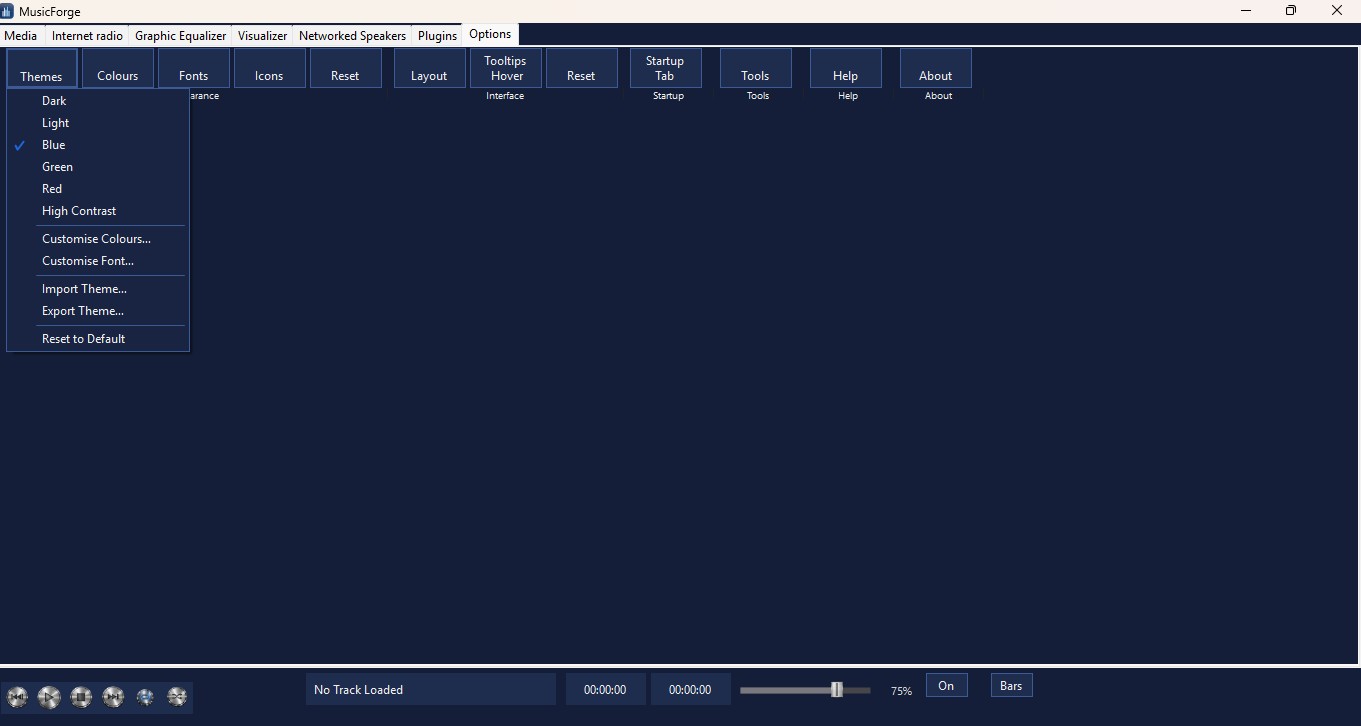 MusicForge
Media Internet radio Graphic Equalizer Visualizer Networked Speakers Plugins Options
Themes Colours Fonts Icons Reset Layout Tooltips Hover Reset Startup Tab Tools Help About
arance Interface Startup Tools Help About
Dark
Light
Blue
Green
Red
High Contrast
Customise Colours...
Customise Font...
Import Theme...
Export Theme...
Reset to Default
No Track Loaded 00:00:00 00:00:00 75% On Bars